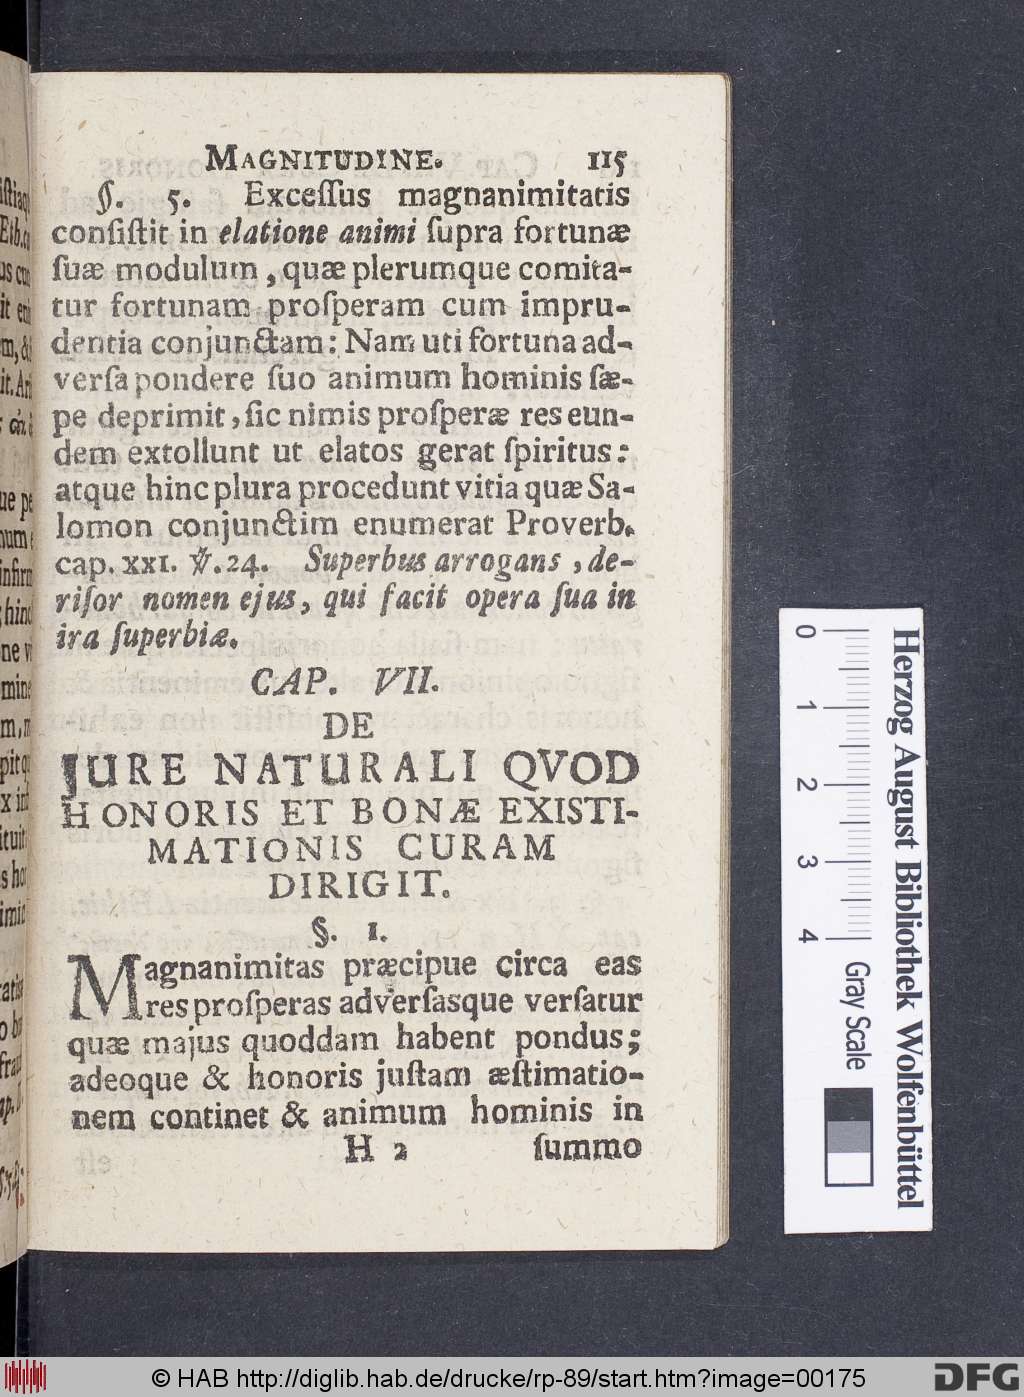 MAGNITUDINE. 115
§. 5. Exceſſus magnanimitatis
conſiſtit in elatione animi ſupra fortunæ
ſuæ modulum, quæ plerumque comita-
tur fortunam proſperam cum impru-
dentia conjunctam: Nam uti fortuna ad-
verſa pondere ſuo animum hominis ſæ-
pe deprimit, ſic nimis proſperæ res eun-
dem extollunt ut elatos gerat ſpiritus:
atque hinc plura procedunt vitia quæ Sa-
lomon conjunctim enumerat Proverb.
cap. XXI. ℣. 24. Superbus arrogans, de-
riſor nomen ejus, qui facit opera ſua in
ira ſuperbiæ.
CAP. VII.
DE
JURE NATURALI QVOD
HONORIS ET BONÆ EXISTI-
MATIONIS CURAM
DIRIGIT.
§. 1.
Magnanimitas præcipue circa eas
res proſperas adverſasque verſatur
quæ majus quoddam habent pondus;
adeoque & honoris juſtam æſtimatio-
nem continet & animum hominis in
H 2 ſummo
0 1 2 3 4
Herzog August Bibliothek Wolfenbüttel
Gray Scale
© HAB http://diglib.hab.de/drucke/rp-89/start.htm?image=00175
DFG